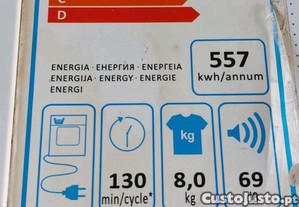 D
ENERGIA · ЕНЕРГИЯ · ΕΝΕΡΓΕΙΑ
ENERGIJA · ENERGY · ENERGIE
ENERGI
557
kwh/annum
kg
130
min/cycle*
8,0
kg
69
CustoJusto.pt